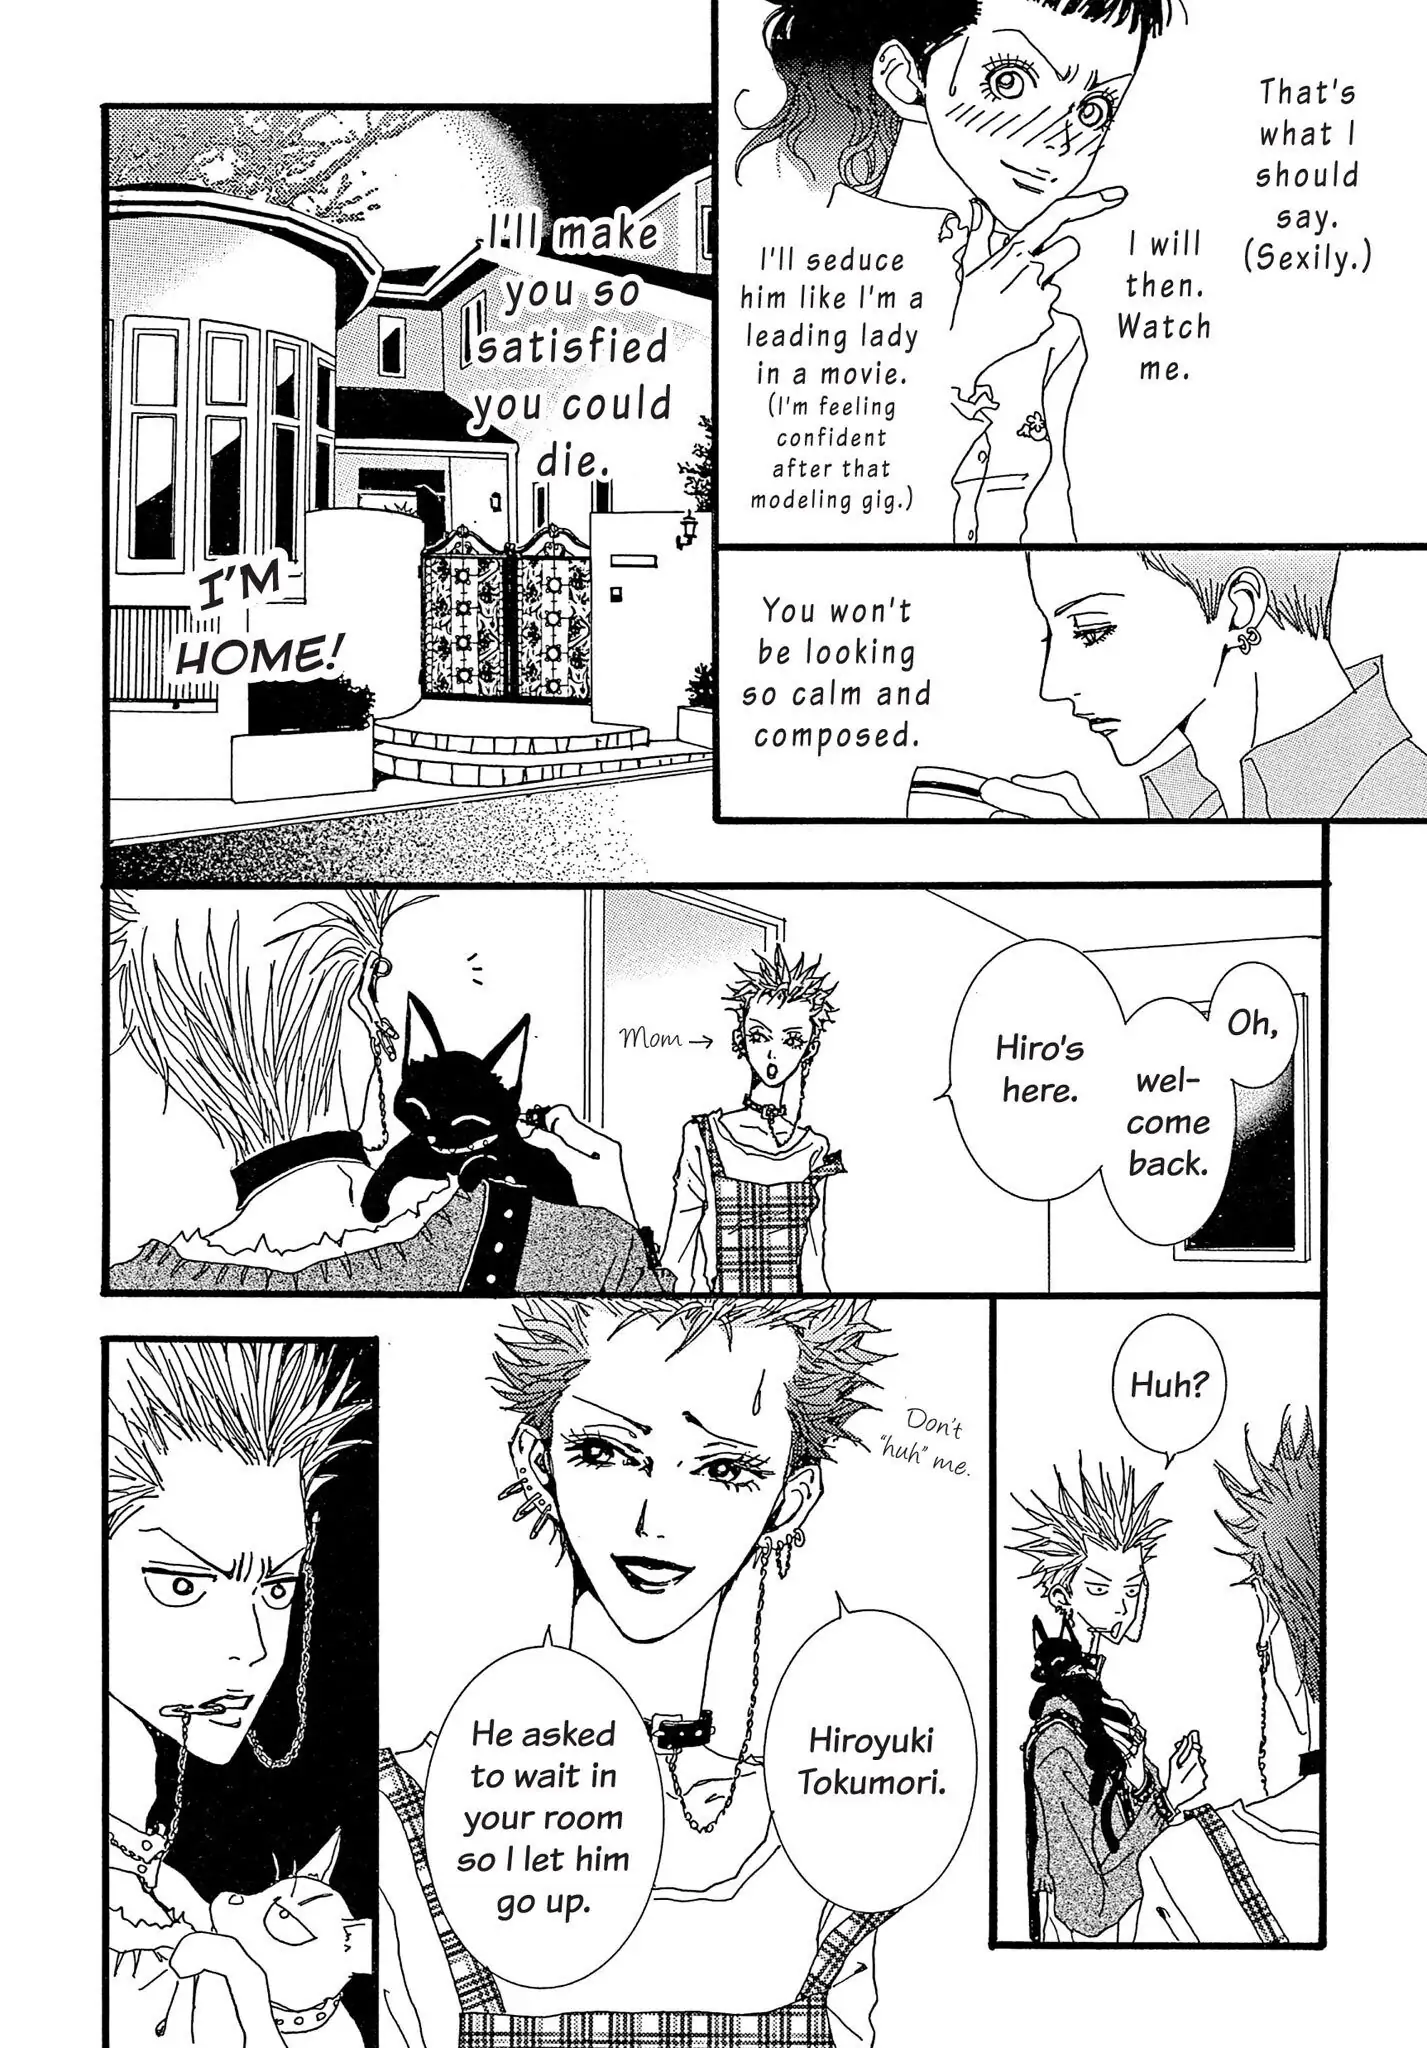 That's
what I
should
say.
(Sexily.)
I will
then.
Watch
me.
I'll seduce
him like I'm a
leading lady
in a movie.
(I'm feeling
confident
after that
modeling gig.)
You won't
be looking
so calm and
composed.
I'll make
you so
satisfied
you could
die.
I'M
HOME!
Oh,
wel-
come
back.
Hiro's
here.
Mom →
Huh?
Don't
"huh" me.
Hiroyuki
Tokumori.
He asked
to wait in
your room
so I let him
go up.